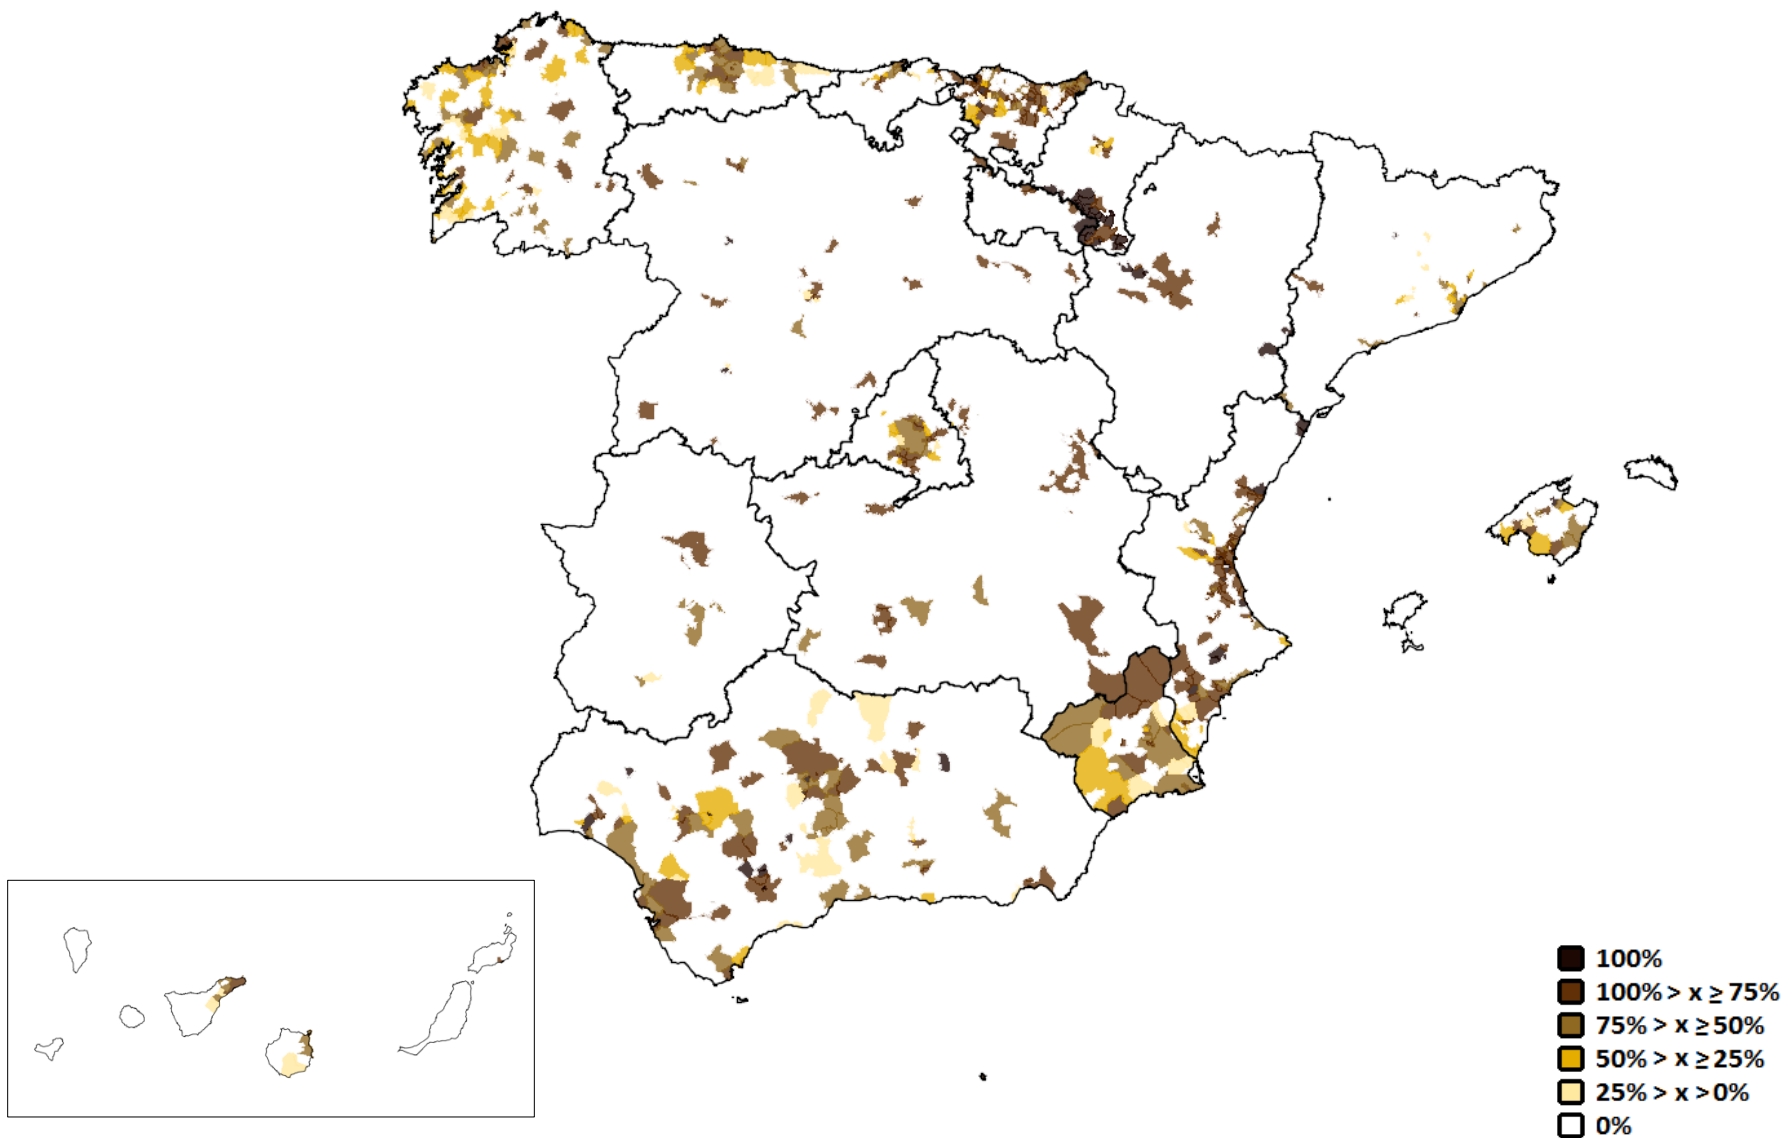 100%
100% > x ≥ 75%
75% > x ≥ 50%
50% > x ≥ 25%
25% > x > 0%
0%